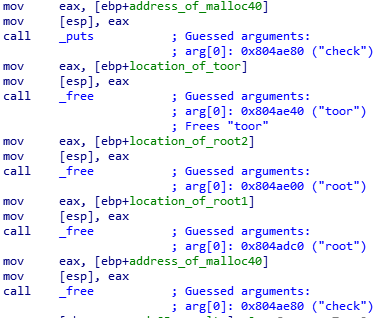 mov     eax, [ebp+address_of_malloc40]
mov     [esp], eax
call    _puts           ; Guessed arguments:
                        ; arg[0]: 0x804ae80 ("check")
mov     eax, [ebp+location_of_toor]
mov     [esp], eax
call    _free           ; Guessed arguments:
                        ; arg[0]: 0x804ae40 ("toor")
                        ; Frees "toor"
mov     eax, [ebp+location_of_root2]
mov     [esp], eax
call    _free           ; Guessed arguments:
                        ; arg[0]: 0x804ae00 ("root")
mov     eax, [ebp+location_of_root1]
mov     [esp], eax
call    _free           ; Guessed arguments:
                        ; arg[0]: 0x804adc0 ("root")
mov     eax, [ebp+address_of_malloc40]
mov     [esp], eax
call    _free           ; Guessed arguments:
                        ; arg[0]: 0x804ae80 ("check")